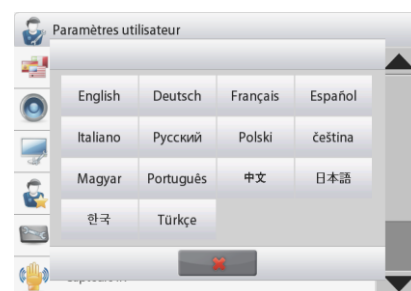 Paramètres utilisateur
English Deutsch Français Español
Italiano Русский Polski čeština
Magyar Português 中文 日本語
한국 Türkçe